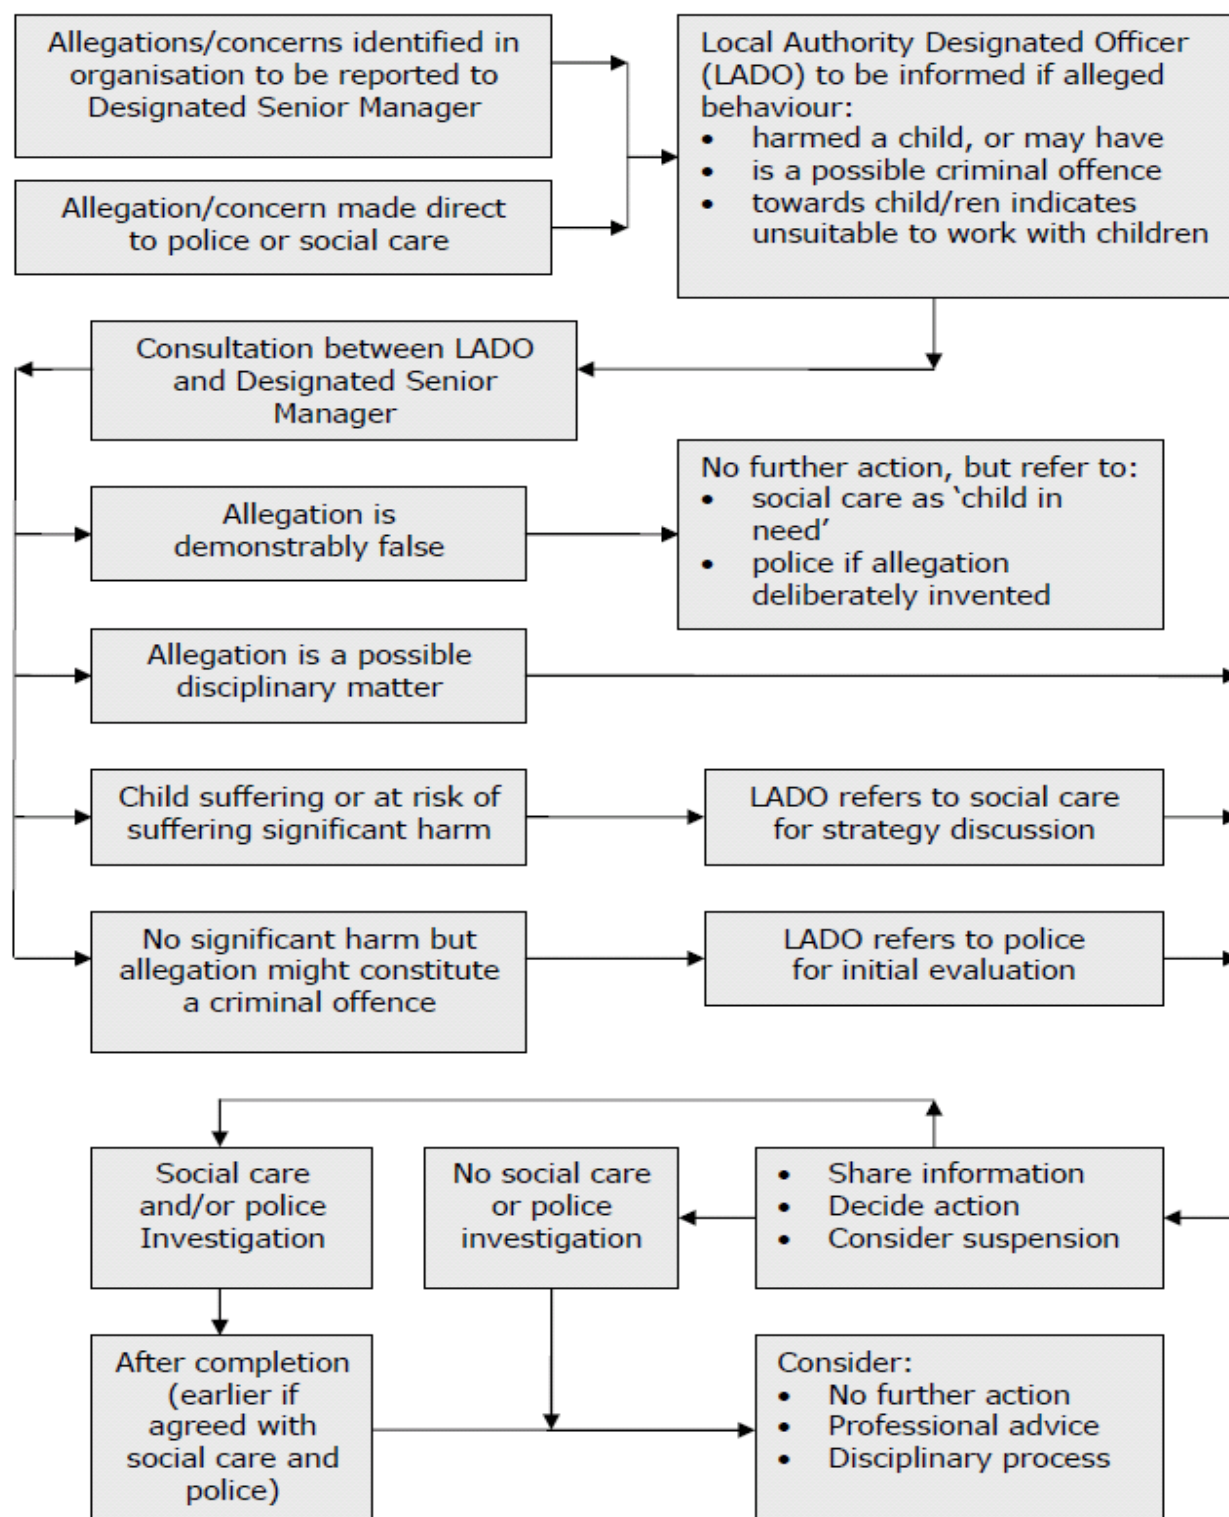 Allegations/concerns identified in
organisation to be reported to
Designated Senior Manager
Local Authority Designated Officer
(LADO) to be informed if alleged
behaviour:
• harmed a child, or may have
• is a possible criminal offence
• towards child/ren indicates
unsuitable to work with children
Allegation/concern made direct
to police or social care
Consultation between LADO
and Designated Senior
Manager
Allegation is
demonstrably false
No further action, but refer to:
• social care as ‘child in
need’
• police if allegation
deliberately invented
Allegation is a possible
disciplinary matter
Child suffering or at risk of
suffering significant harm
LADO refers to social care
for strategy discussion
No significant harm but
allegation might constitute
a criminal offence
LADO refers to police
for initial evaluation
Social care
and/or police
Investigation
No social care
or police
investigation
• Share information
• Decide action
• Consider suspension
After completion
(earlier if
agreed with
social care and
police)
Consider:
• No further action
• Professional advice
• Disciplinary process